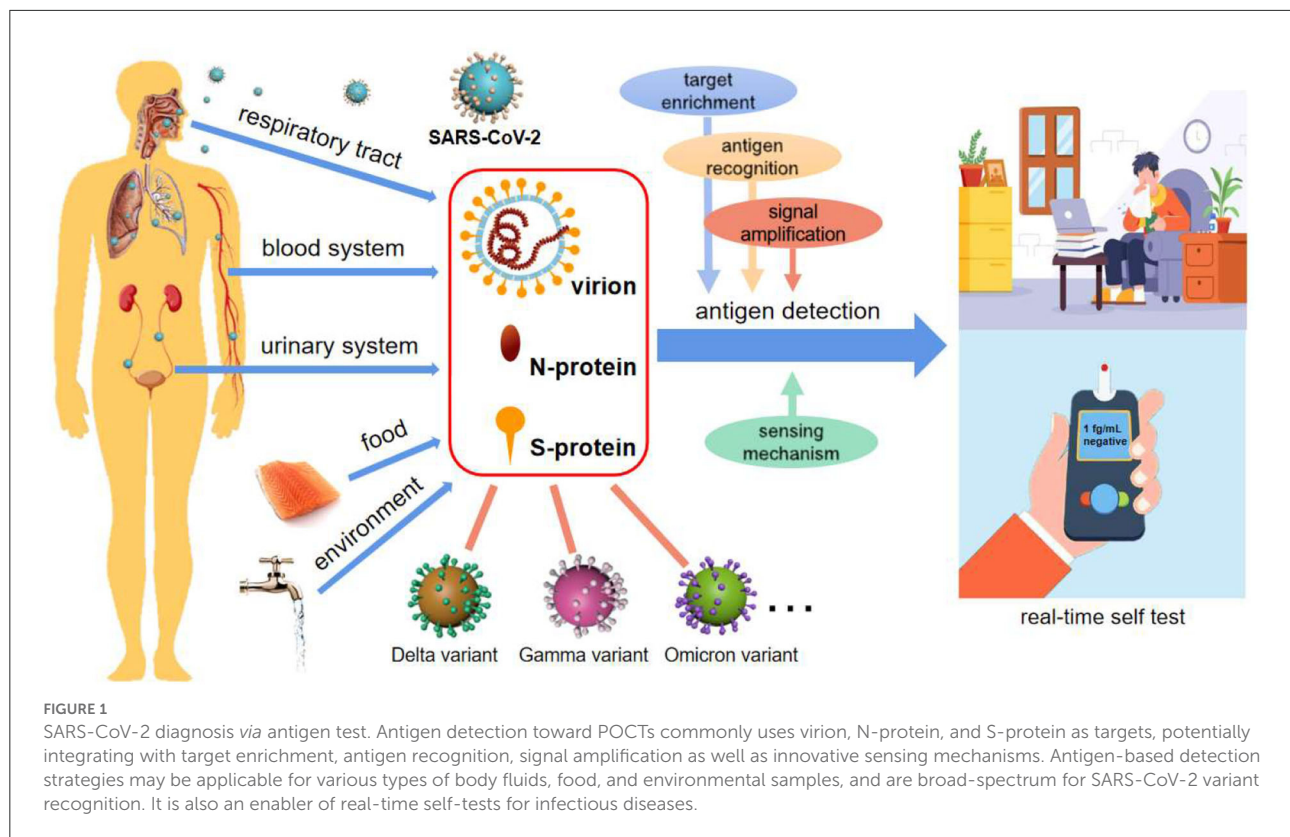 respiratory tract
SARS-CoV-2
target
enrichment
antigen
recognition
signal
amplification
blood system
virion
antigen detection
urinary system
N-protein
food
S-protein
sensing
mechanism
1 fg/mL
negative
environment
...
real-time self test
Delta variant
Gamma variant
Omicron variant
FIGURE 1
SARS-CoV-2 diagnosis via antigen test. Antigen detection toward POCTs commonly uses virion, N-protein, and S-protein as targets, potentially
integrating with target enrichment, antigen recognition, signal amplification as well as innovative sensing mechanisms. Antigen-based detection
strategies may be applicable for various types of body fluids, food, and environmental samples, and are broad-spectrum for SARS-CoV-2 variant
recognition. It is also an enabler of real-time self-tests for infectious diseases.